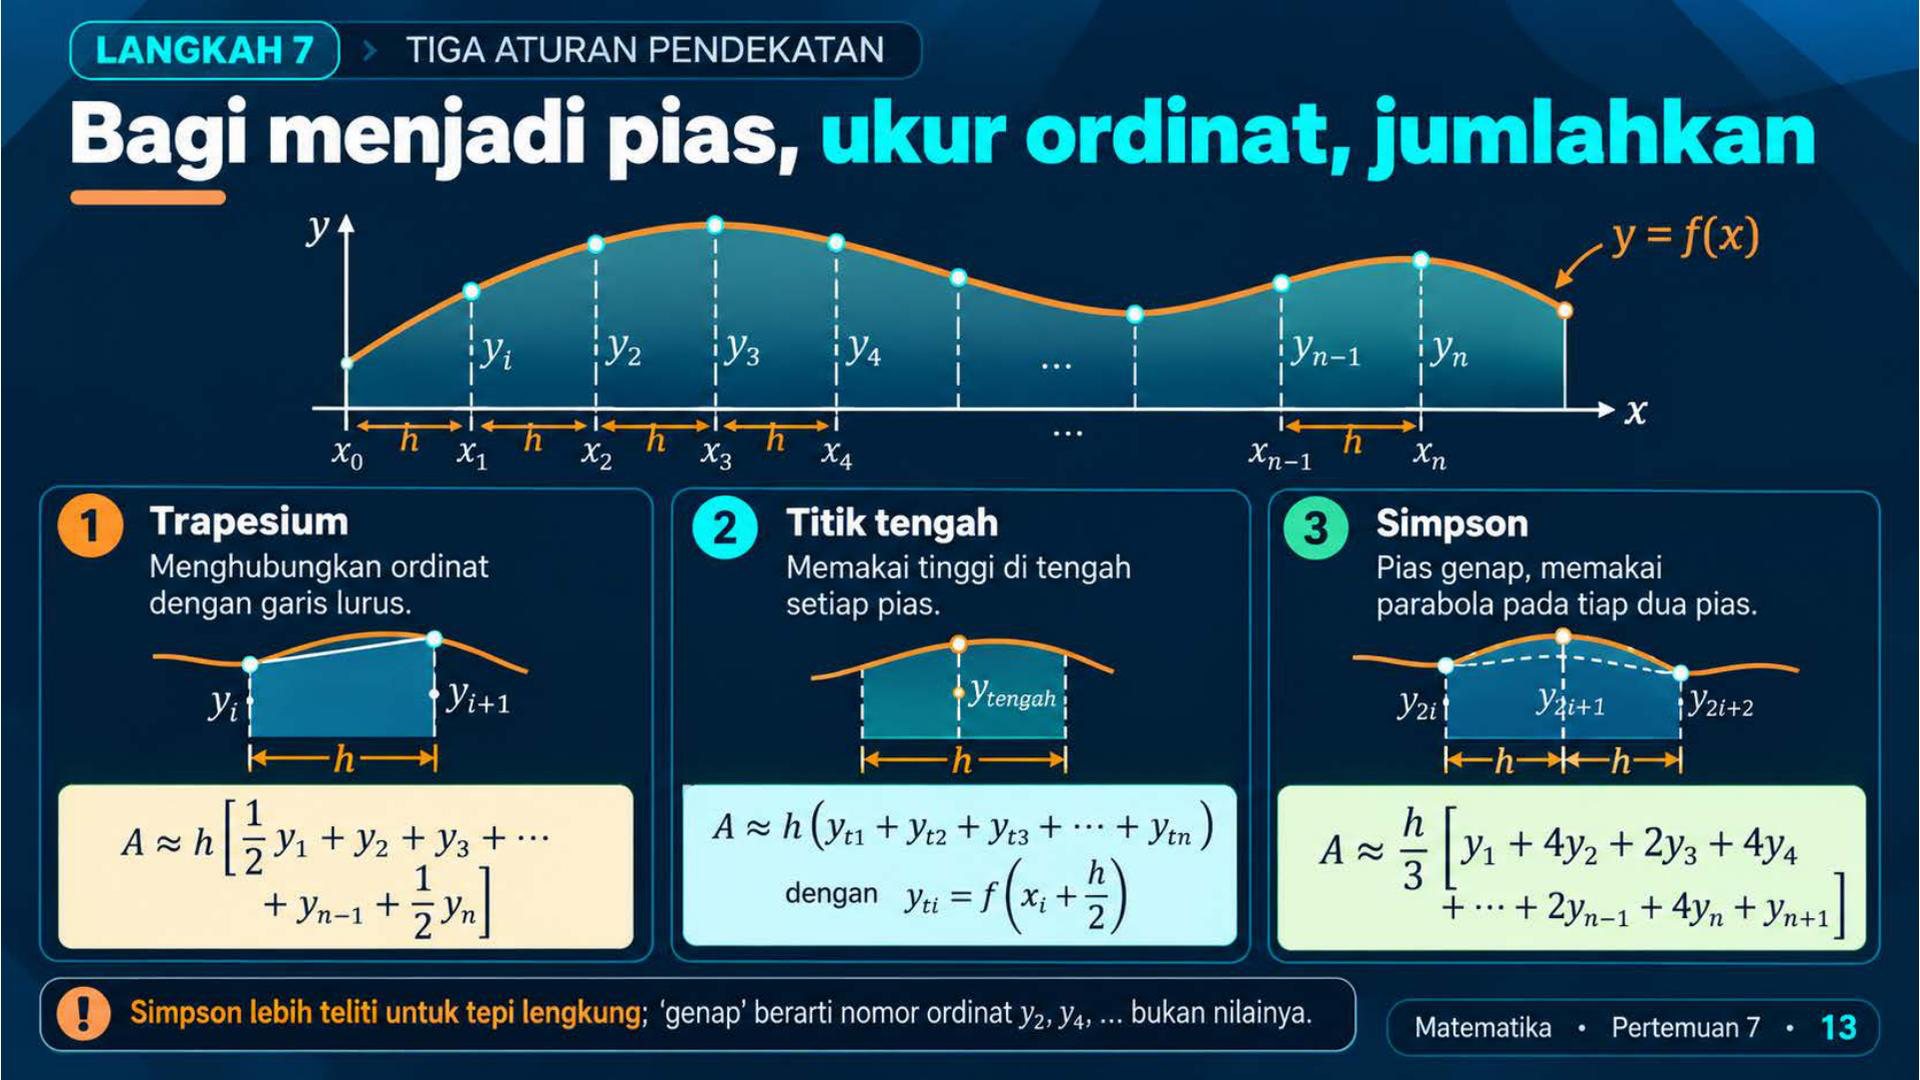 LANGKAH 7 > TIGA ATURAN PENDEKATAN
Bagi menjadi pias, ukur ordinat, jumlahkan
y
y = f(x)
y_i y_2 y_3 y_4 ... y_{n-1} y_n
x
h h h h ... h
x_0 x_1 x_2 x_3 x_4 x_{n-1} x_n
1 Trapesium
Menghubungkan ordinat
dengan garis lurus.
y_i y_{i+1}
h
A ≈ h [ 1/2 y_1 + y_2 + y_3 + ⋯
+ y_{n-1} + 1/2 y_n ]
2 Titik tengah
Memakai tinggi di tengah
setiap pias.
y_{tengah}
h
A ≈ h (y_{t1} + y_{t2} + y_{t3} + ⋯ + y_{tn})
dengan y_{ti} = f(x_i + h/2)
3 Simpson
Pias genap, memakai
parabola pada tiap dua pias.
y_{2i} y_{2i+1} y_{2i+2}
h h
A ≈ h/3 [ y_1 + 4y_2 + 2y_3 + 4y_4
+ ⋯ + 2y_{n-1} + 4y_n + y_{n+1} ]
! Simpson lebih teliti untuk tepi lengkung; ‘genap’ berarti nomor ordinat y_2, y_4, ... bukan nilainya.
Matematika • Pertemuan 7 • 13